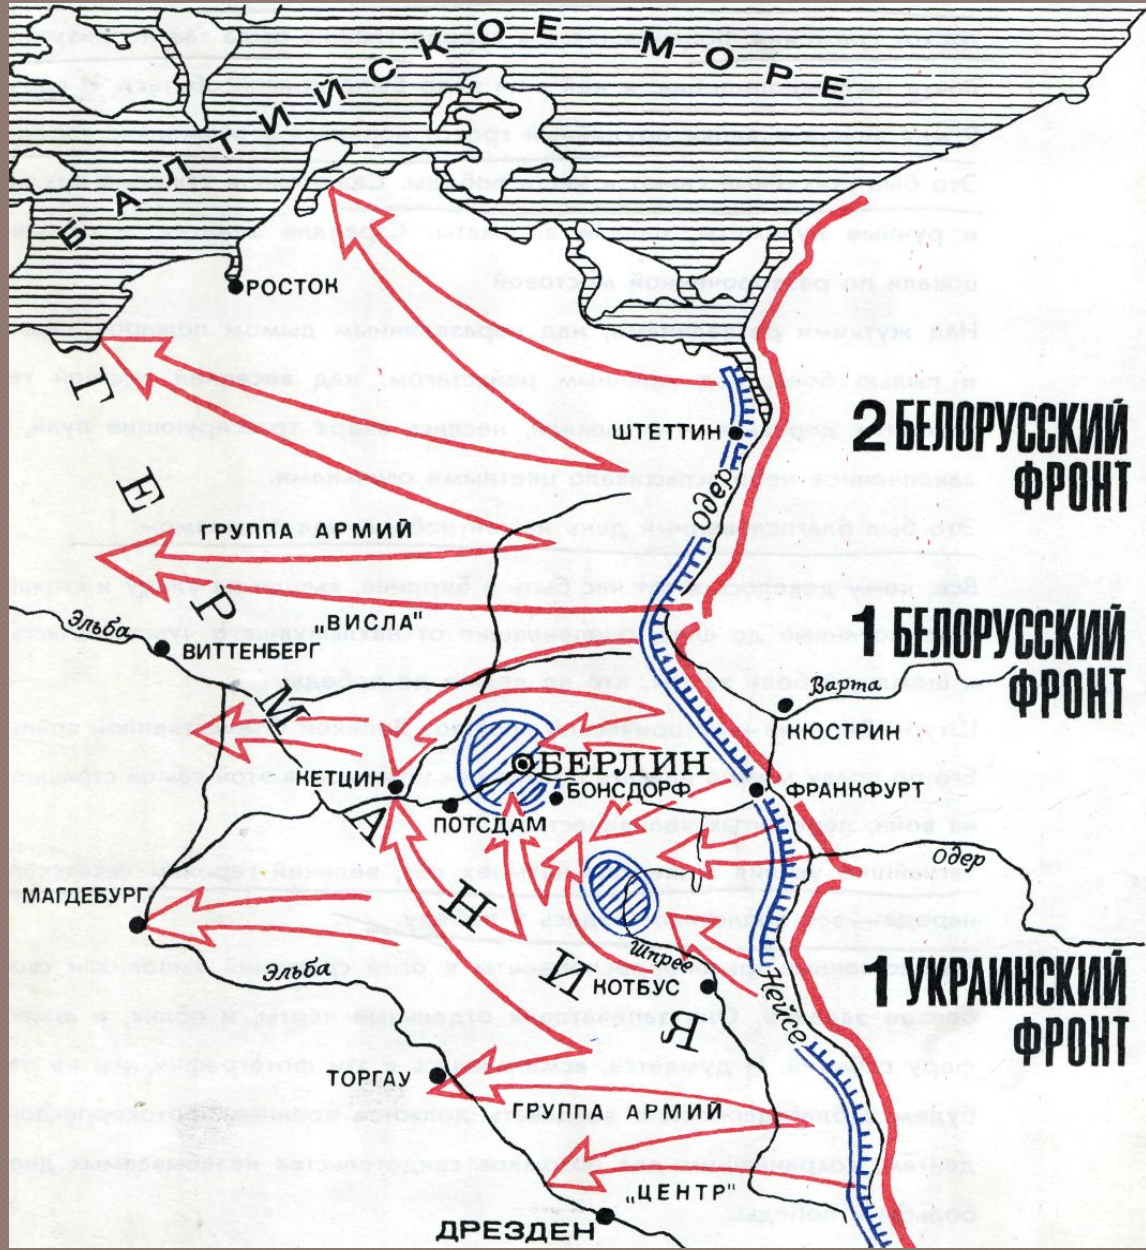 БАЛТИЙСКОЕ МОРЕ
РОСТОК
ШТЕТТИН
Одер
2 БЕЛОРУССКИЙ
ФРОНТ
ГЕРМАНИЯ
ГРУППА АРМИЙ
„ВИСЛА"
Эльба
ВИТТЕНБЕРГ
1 БЕЛОРУССКИЙ
ФРОНТ
Варта
КЮСТРИН
БЕРЛИН
КЕТЦИН
БОНСДОРФ
ФРАНКФУРТ
ПОТСДАМ
Одер
МАГДЕБУРГ
Эльба
Шпрее
КОТБУС
Нейсе
1 УКРАИНСКИЙ
ФРОНТ
ТОРГАУ
ГРУППА АРМИЙ
„ЦЕНТР"
ДРЕЗДЕН